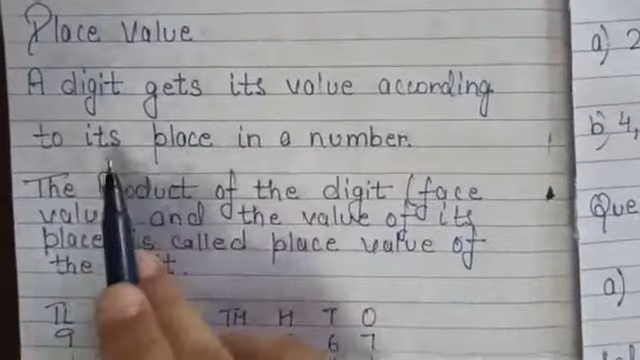 Place Value
A digit gets its value according
to its place in a number.
The Product of the digit (face
value and the value of its
place is called place value of
the
TL TH H T O
9 6 7
a) 2
b) 4,
Que
a)